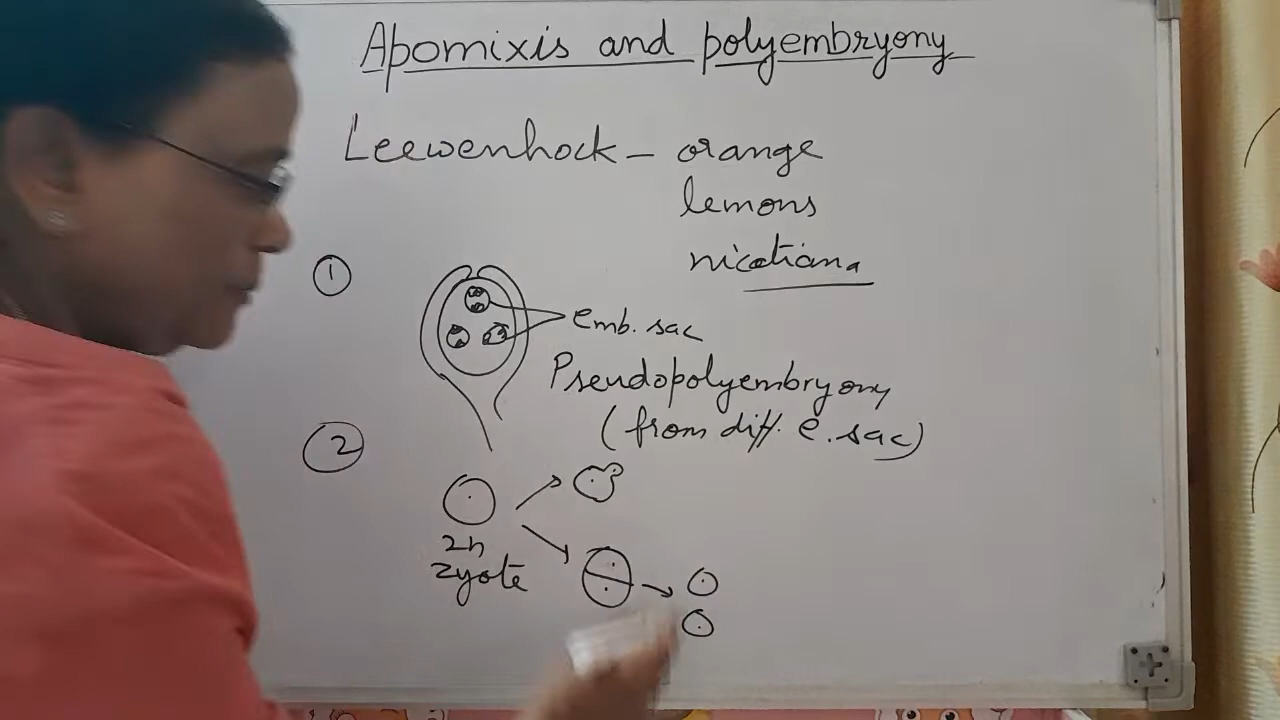 Apomixis and polyembryony
Leewenhock - orange
lemons
nicotiana
1
emb. sac
Pseudopolyembryony
(from diff. e. sac)
2
2n
zyote